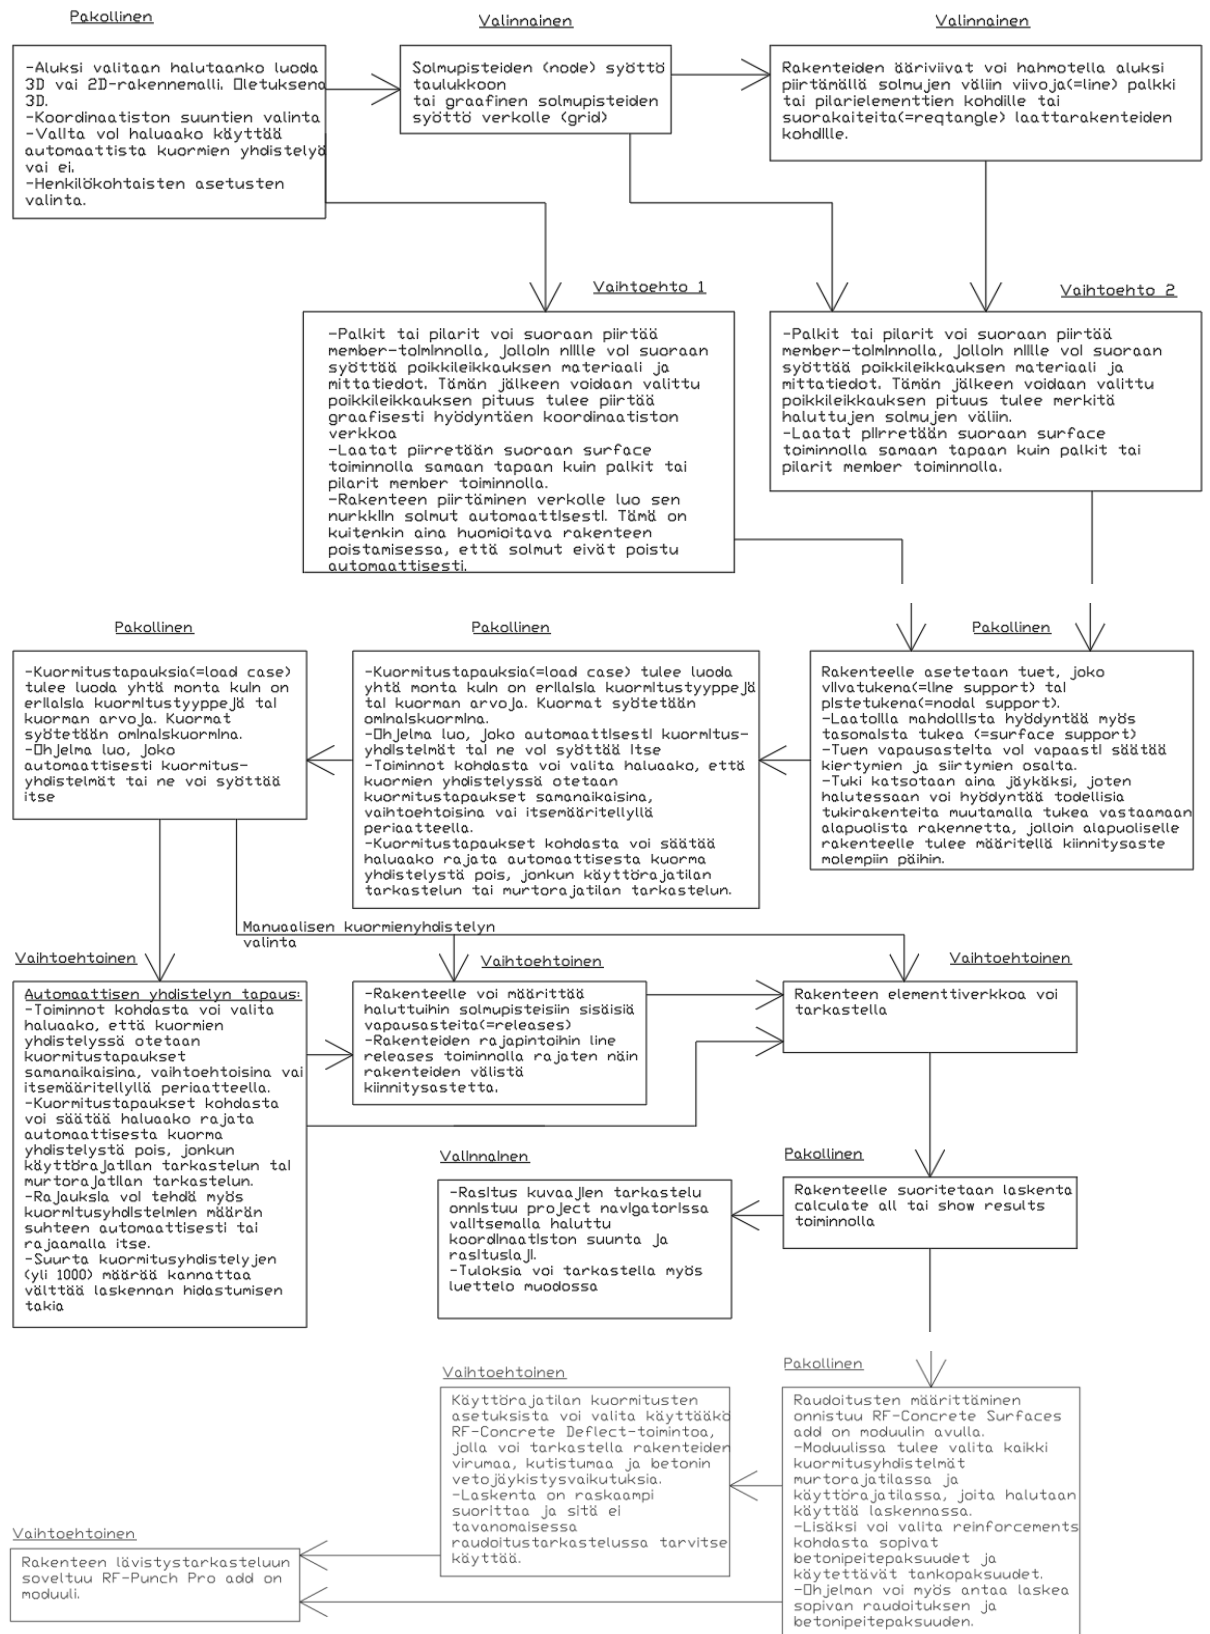 Pakollinen
-Aluksi valitaan halutaanko luoda
3D vai 2D-rakennemalli. Oletuksena
3D.
-Koordinaatiston suuntien valinta
-Valita voi haluaako käyttää
automaattista kuormien yhdistelyä
vai ei.
-Henkilökohtaisten asetusten
valinta.
Valinnainen
Solmupisteiden (node) syöttö
taulukkoon
tai graafinen solmupisteiden
syöttö verkolle (grid)
Valinnainen
Rakenteiden ääriviivat voi hahmotella aluksi
piirtämällä solmujen väliin viivoja(=line) palkki
tai pilarielementtien kohdille tai
suorakaiteita(=reqtangle) laattarakenteiden
kohdille.
Vaihtoehto 1
-Palkit tai pilarit voi suoraan piirtää
member-toiminnolla, jolloin niille voi suoraan
syöttää poikkileikkauksen materiaali ja
mittatiedot. Tämän jälkeen voidaan valittu
poikkileikkauksen pituus tulee piirtää
graafisesti hyödyntäen koordinaatiston
verkkoa
-Laatat piirretään suoraan surface
toiminnolla samaan tapaan kuin palkit tai
pilarit member toiminnolla.
-Rakenteen piirtäminen verkolle luo sen
nurkkiin solmut automaattisesti. Tämä on
kuitenkin aina huomioitava rakenteen
poistamisessa, että solmut eivät poistu
automaattisesti.
Vaihtoehto 2
-Palkit tai pilarit voi suoraan piirtää
member-toiminnolla, jolloin niille voi suoraan
syöttää poikkileikkauksen materiaali ja
mittatiedot. Tämän jälkeen voidaan valittu
poikkileikkauksen pituus tulee merkitä
haluttujen solmujen väliin.
-Laatat piirretään suoraan surface
toiminnolla samaan tapaan kuin palkit tai
pilarit member toiminnolla.
Pakollinen
-Kuormitustapauksia(=load case)
tulee luoda yhtä monta kuin on
erilaisia kuormitustyyppejä tai
kuorman arvoja. Kuormat
syötetään ominaiskuormina.
-Ohjelma luo, joko
automaattisesti kuormitus-
yhdistelmät tai ne voi syöttää
itse
Pakollinen
-Kuormitustapauksia(=load case) tulee luoda
yhtä monta kuin on erilaisia kuormitustyyppejä
tai kuorman arvoja. Kuormat syötetään
ominaiskuormina.
-Ohjelma luo, joko automaattisesti kuormitus-
yhdistelmät tai ne voi syöttää itse
-Toiminnot kohdasta voi valita haluaako, että
kuormien yhdistelyssä otetaan
kuormitustapaukset samanaikaisina,
vaihtoehtoisina vai itsemääritellyllä
periaatteella.
-Kuormitustapaukset kohdasta voi säätää
haluaako rajata automaattisesta kuorma
yhdistelystä pois, jonkun käyttörajatilan
tarkastelun tai murtorajatilan tarkastelun.
Pakollinen
Rakenteelle asetetaan tuet, joko
viivatukena(=line support) tai
pistetukena(=nodal support).
-Laatoilla mahdollista hyödyntää myös
tasomaista tukea (=surface support)
-Tuen vapausasteita voi vapaasti säätää
kiertymien ja siirtymien osalta.
-Tuki katsotaan aina jäykäksi, joten
halutessaan voi hyödyntää todellisia
tukirakenteita muutamalla tukea vastaamaan
alapuolista rakennetta, jolloin alapuoliselle
rakenteelle tulee määritellä kiinnitysaste
molempiin päihin.
Manuaalisen kuormienyhdistelyn
valinta
Vaihtoehtoinen
Automaattisen yhdistelyn tapaus:
-Toiminnot kohdasta voi valita
haluaako, että kuormien
yhdistelyssä otetaan
kuormitustapaukset
samanaikaisina, vaihtoehtoisina vai
itsemääritellyllä periaatteella.
-Kuormitustapaukset kohdasta
voi säätää haluaako rajata
automaattisesta kuorma
yhdistelystä pois, jonkun
käyttörajatilan tarkastelun tai
murtorajatilan tarkastelun.
-Rajauksia voi tehdä myös
kuormitusyhdistelmien määrän
suhteen automaattisesti tai
rajaamalla itse.
-Suurta kuormitusyhdistelyjen
(yli 1000) määrää kannattaa
välttää laskennan hidastumisen
takia
Vaihtoehtoinen
-Rakenteelle voi määrittää
haluttuihin solmupisteisiin sisäisiä
vapausasteita(=releases)
-Rakenteiden rajapintoihin line
releases toiminnolla rajaten näin
rakenteiden välistä
kiinnitysastetta.
Vaihtoehtoinen
Rakenteen elementtiverkkoa voi
tarkastella
Valinnainen
-Rasitus kuvaajien tarkastelu
onnistuu project navigatorissa
valitsemalla haluttu
koordinaatiston suunta ja
rasituslaji.
-Tuloksia voi tarkastella myös
luettelo muodossa
Pakollinen
Rakenteelle suoritetaan laskenta
calculate all tai show results
toiminnolla
Vaihtoehtoinen
Käyttörajatilan kuormitusten
asetuksista voi valita käyttääkö
RF-Concrete Deflect-toimintoa,
jolla voi tarkastella rakenteiden
virumaa, kutistumaa ja betonin
vetojäykistysvaikutuksia.
-Laskenta on raskaampi
suorittaa ja sitä ei
tavanomaisessa
raudoitustarkastelussa tarvitse
käyttää.
Pakollinen
Raudoitusten määrittäminen
onnistuu RF-Concrete Surfaces
add on moduulin avulla.
-Moduulissa tulee valita kaikki
kuormitusyhdistelmät
murtorajatilassa ja
käyttörajatilassa, joita halutaan
käyttää laskennassa.
-Lisäksi voi valita reinforcements
kohdasta sopivat
betonipeitepaksuudet ja
käytettävät tankopaksuudet.
-Ohjelman voi myös antaa laskea
sopivan raudoituksen ja
betonipeitepaksuuden.
Vaihtoehtoinen
Rakenteen lävistystarkasteluun
soveltuu RF-Punch Pro add on
moduuli.